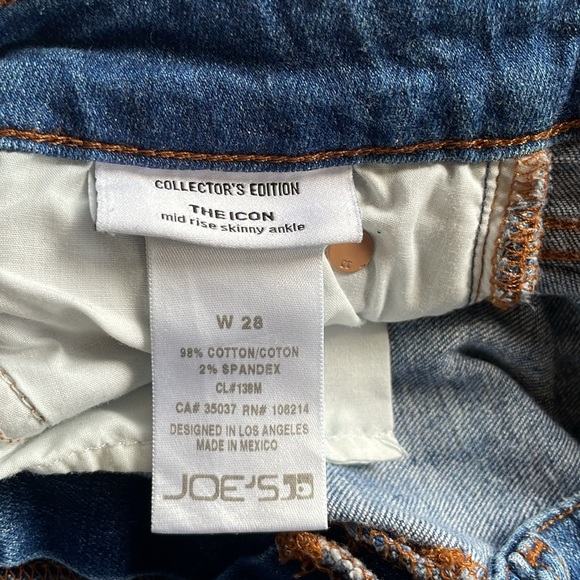 COLLECTOR'S EDITION
THE ICON
mid rise skinny ankle
W 28
98% COTTON/COTON
2% SPANDEX
CL#138M
CA# 35037 RN# 108214
DESIGNED IN LOS ANGELES
MADE IN MEXICO
JOE'S